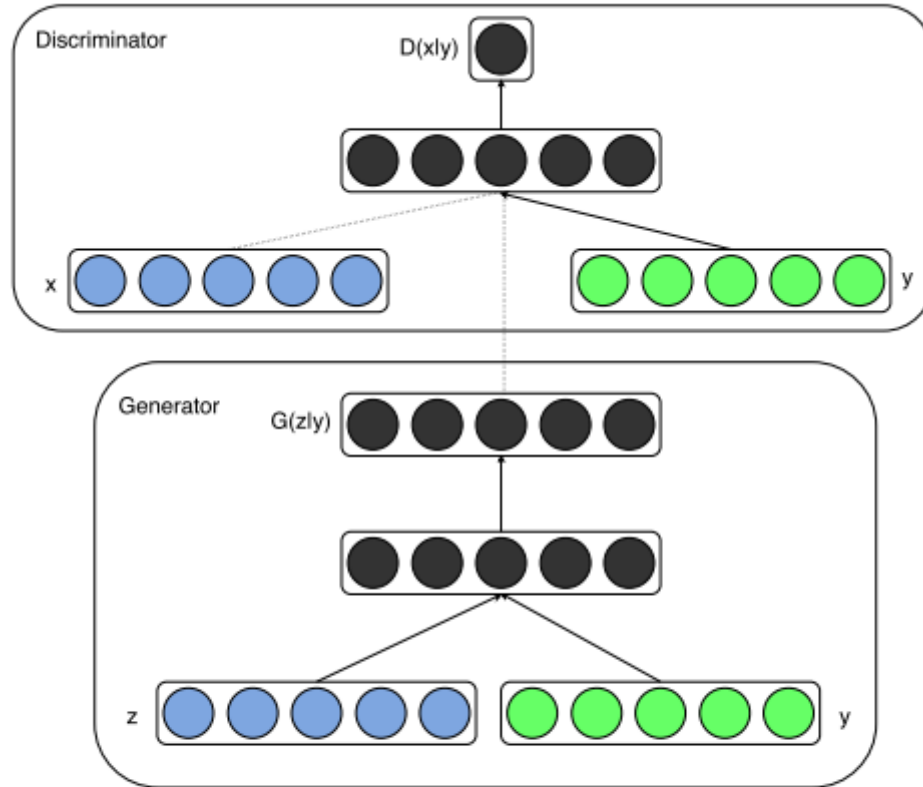 Discriminator
D(x|y)
x
y
Generator
G(z|y)
z
y